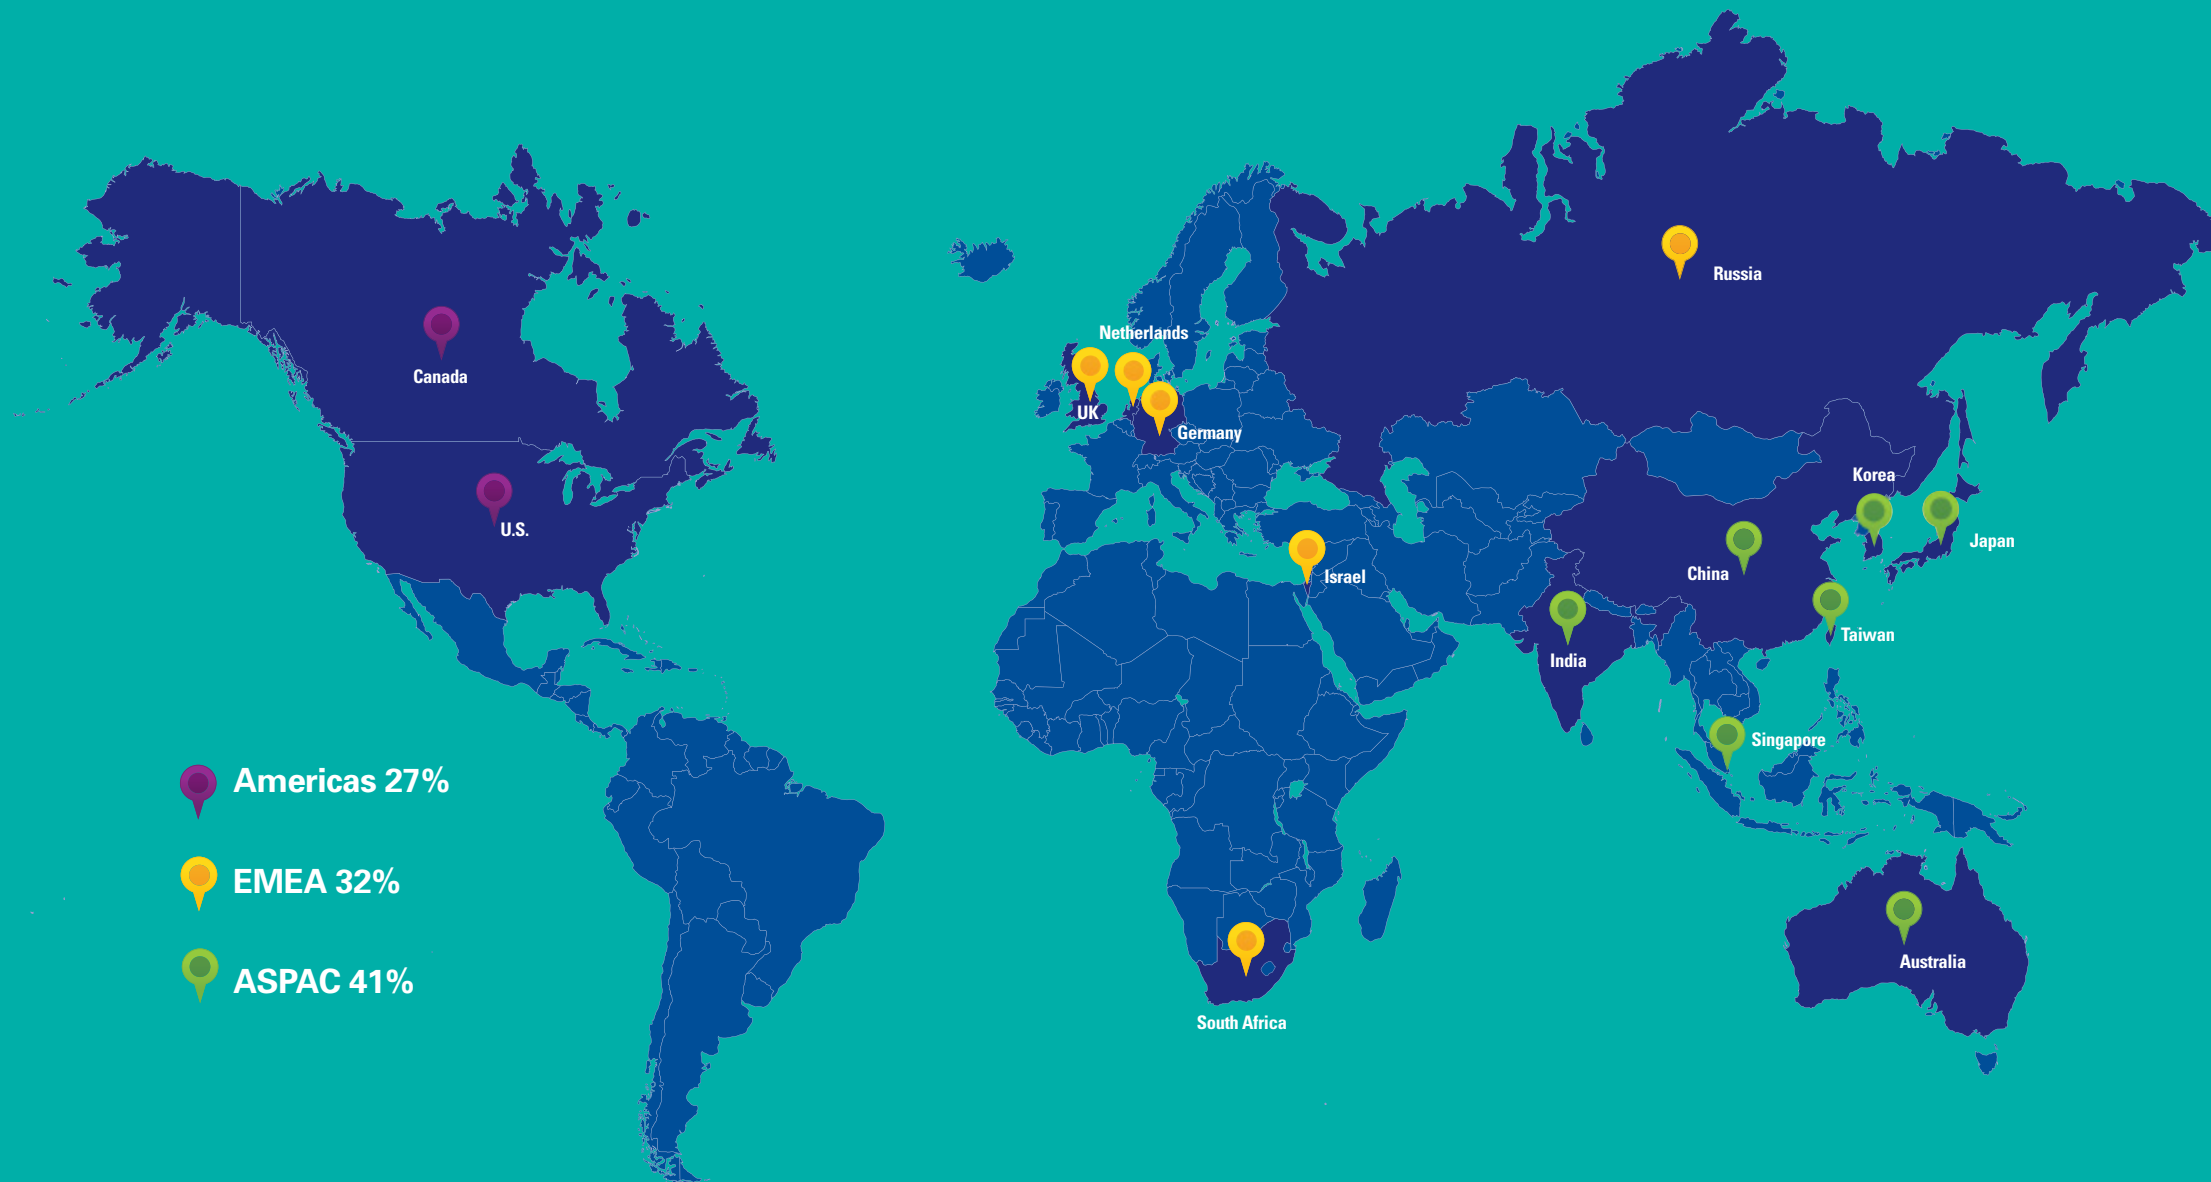 Russia
Netherlands
Canada
UK
Germany
Korea
U.S.
Japan
China
Israel
Taiwan
India
Singapore
Americas 27%
EMEA 32%
ASPAC 41%
Australia
South Africa